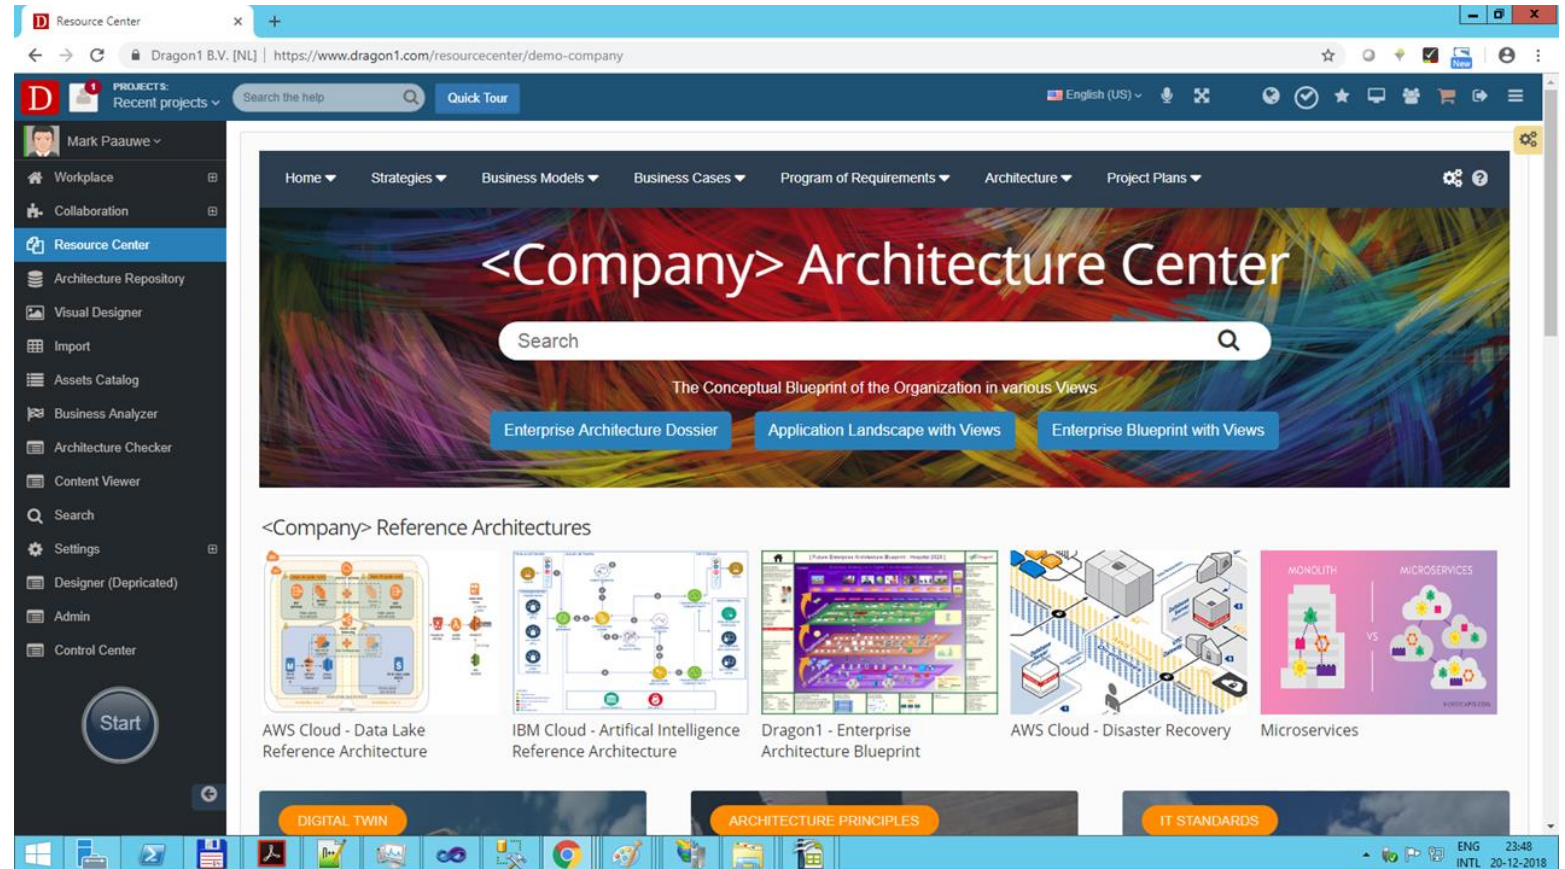 Resource Center
Dragon1 B.V. [NL] | https://www.dragon1.com/resourcecenter/demo-company
D
1
PROJECTS:
Recent projects
Search the help
Quick Tour
English (US)
New
Mark Paauwe
Workplace
Collaboration
Resource Center
Architecture Repository
Visual Designer
Import
Assets Catalog
Business Analyzer
Architecture Checker
Content Viewer
Search
Settings
Designer (Depricated)
Admin
Control Center
Start
Home
Strategies
Business Models
Business Cases
Program of Requirements
Architecture
Project Plans
<Company> Architecture Center
Search
The Conceptual Blueprint of the Organization in various Views
Enterprise Architecture Dossier
Application Landscape with Views
Enterprise Blueprint with Views
<Company> Reference Architectures
MONOLITH
VS
MICROSERVICES
AWS Cloud - Data Lake
Reference Architecture
IBM Cloud - Artifical Intelligence
Reference Architecture
Dragon1 - Enterprise
Architecture Blueprint
AWS Cloud - Disaster Recovery
Microservices
DIGITAL TWIN
ARCHITECTURE PRINCIPLES
IT STANDARDS
ENG
INTL
23:48
20-12-2018